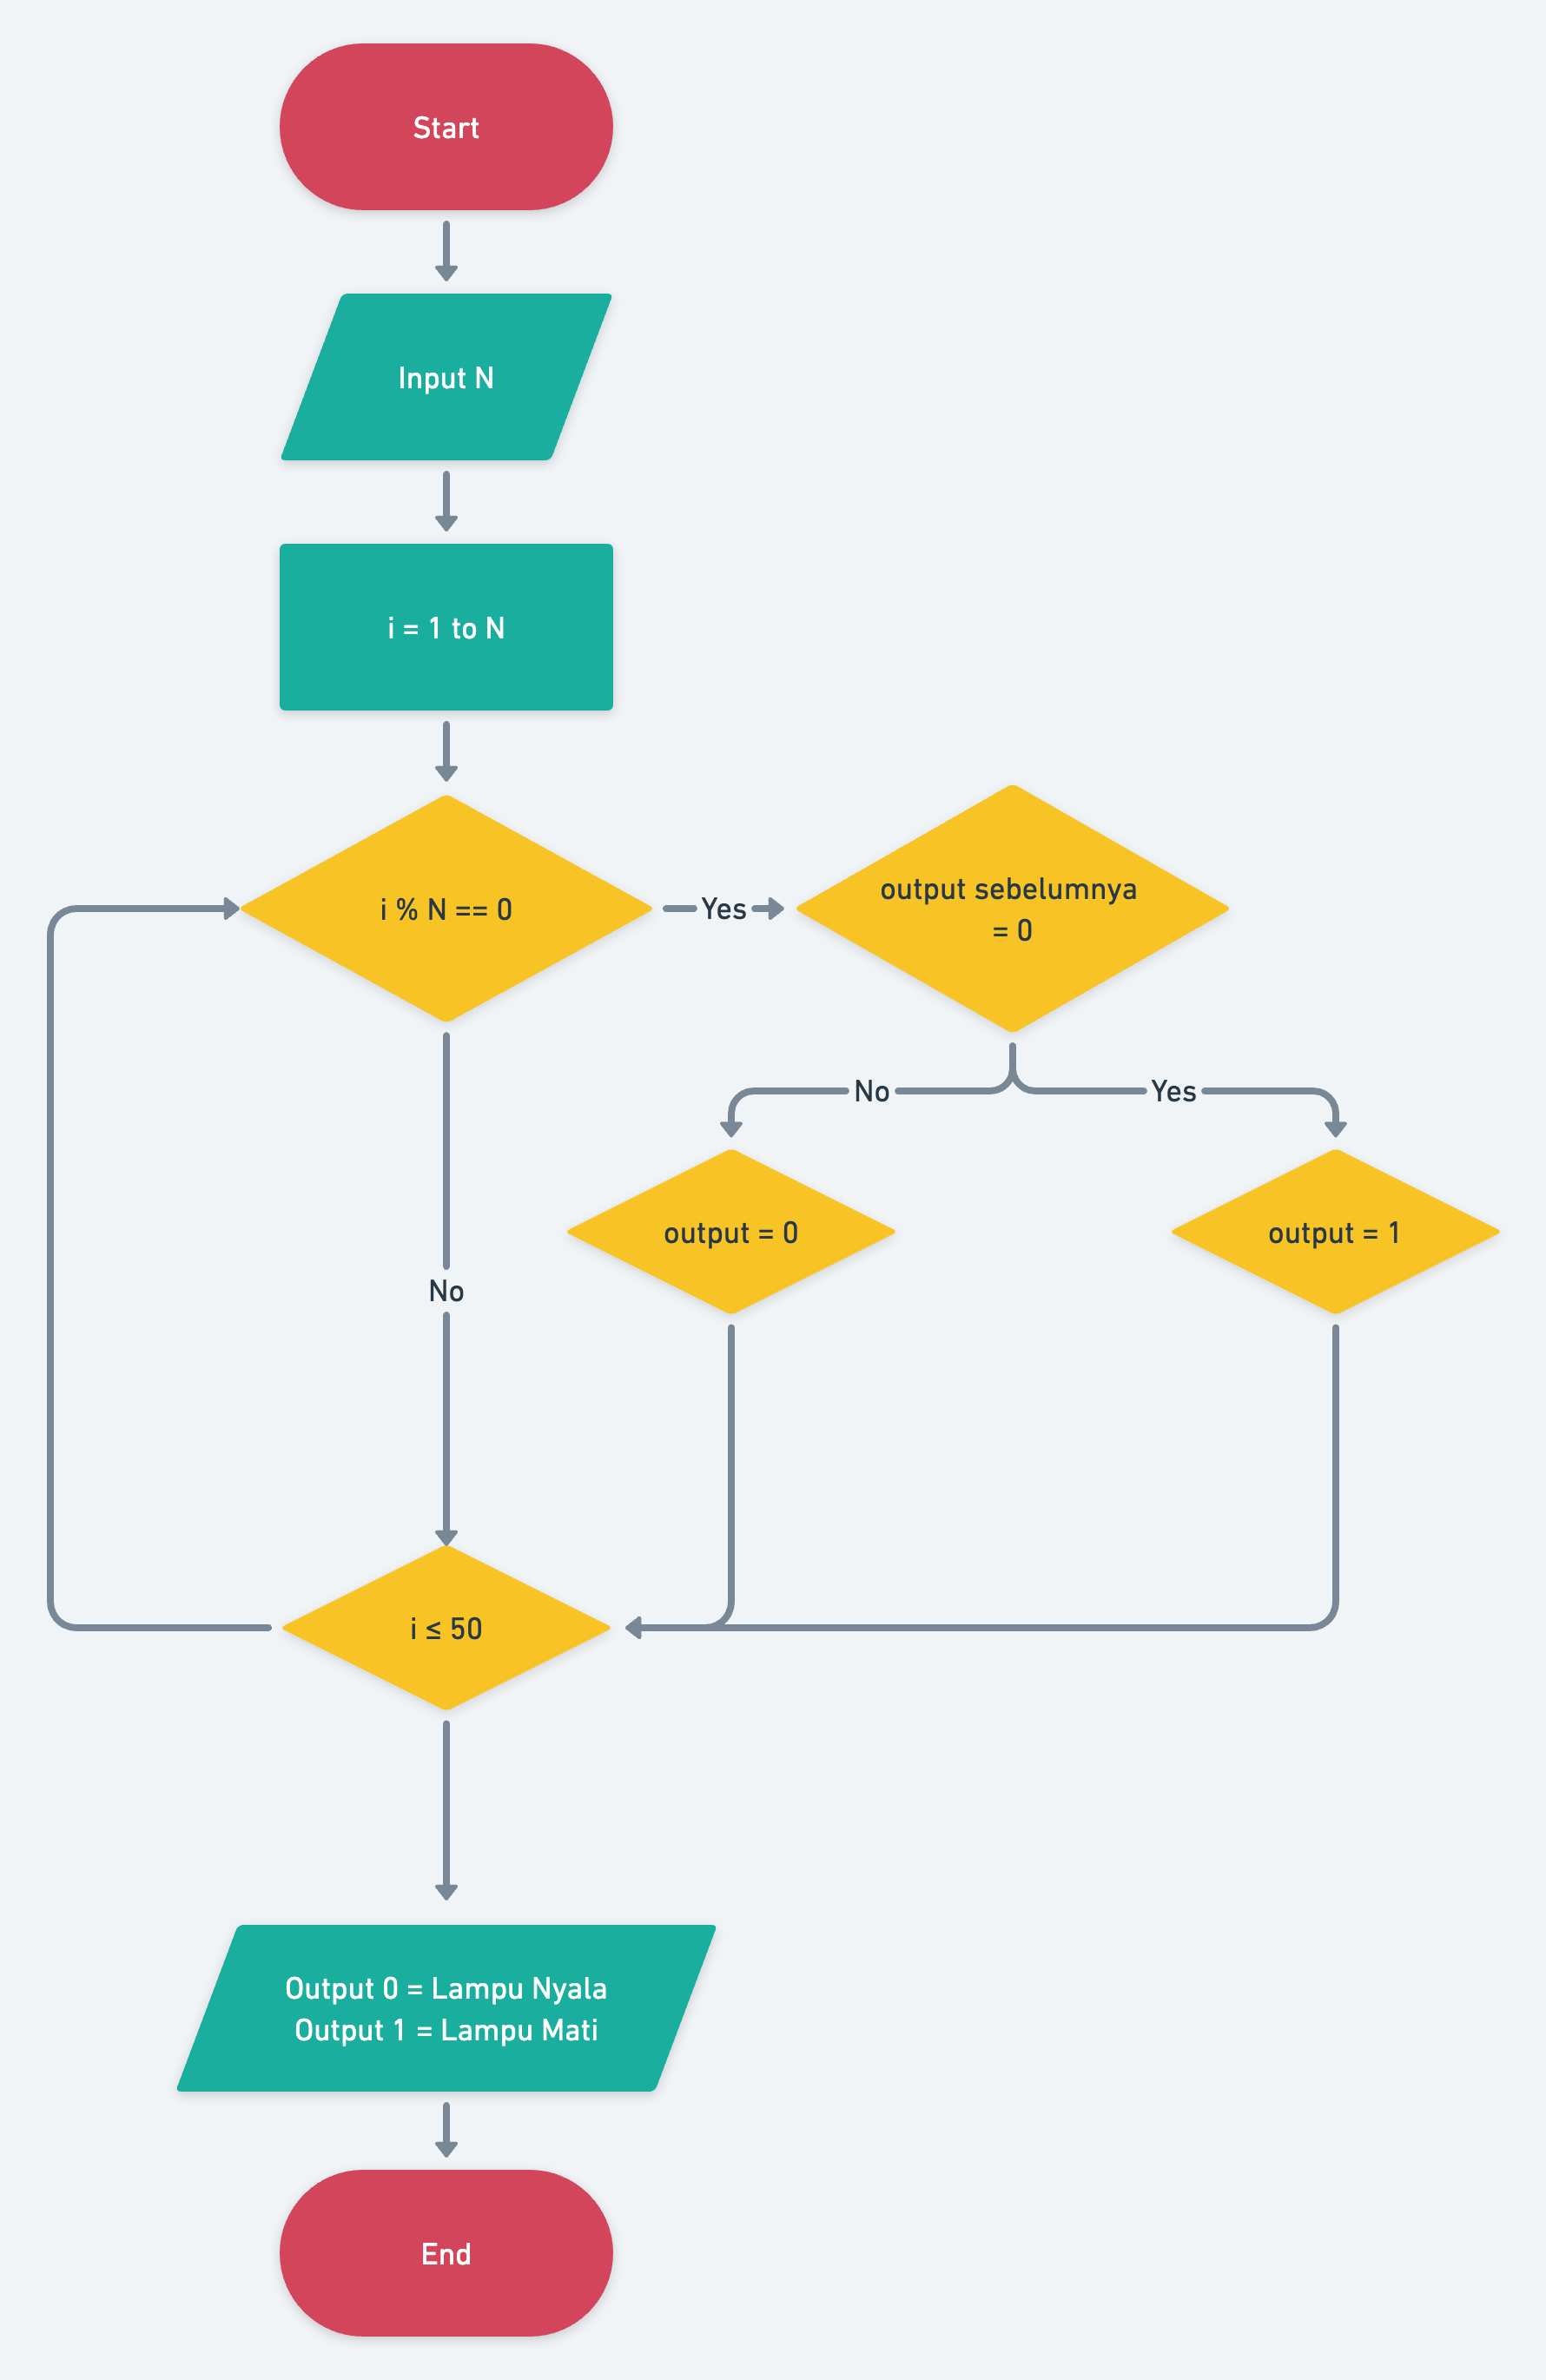 Start
Input N
i = 1 to N
i % N == 0
Yes
output sebelumnya
= 0
No
Yes
output = 0
output = 1
No
i ≤ 50
Output 0 = Lampu Nyala
Output 1 = Lampu Mati
End